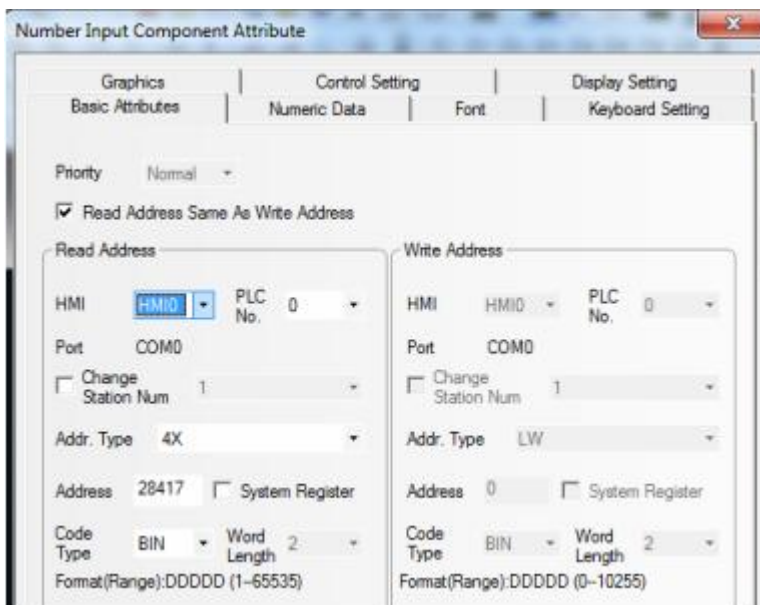 Number Input Component Attribute
Graphics Control Setting Display Setting
Basic Attributes Numeric Data Font Keyboard Setting
Priority Normal
Read Address Same As Write Address
Read Address
HMI HMI0 PLC No. 0
Port COM0
Change Station Num 1
Addr. Type 4X
Address 28417 System Register
Code Type BIN Word Length 2
Format(Range):DDDDD (1--65535)
Write Address
HMI HMI0 PLC No. 0
Port COM0
Change Station Num 1
Addr. Type LW
Address 0 System Register
Code Type BIN Word Length 2
Format(Range):DDDDD (0--10255)